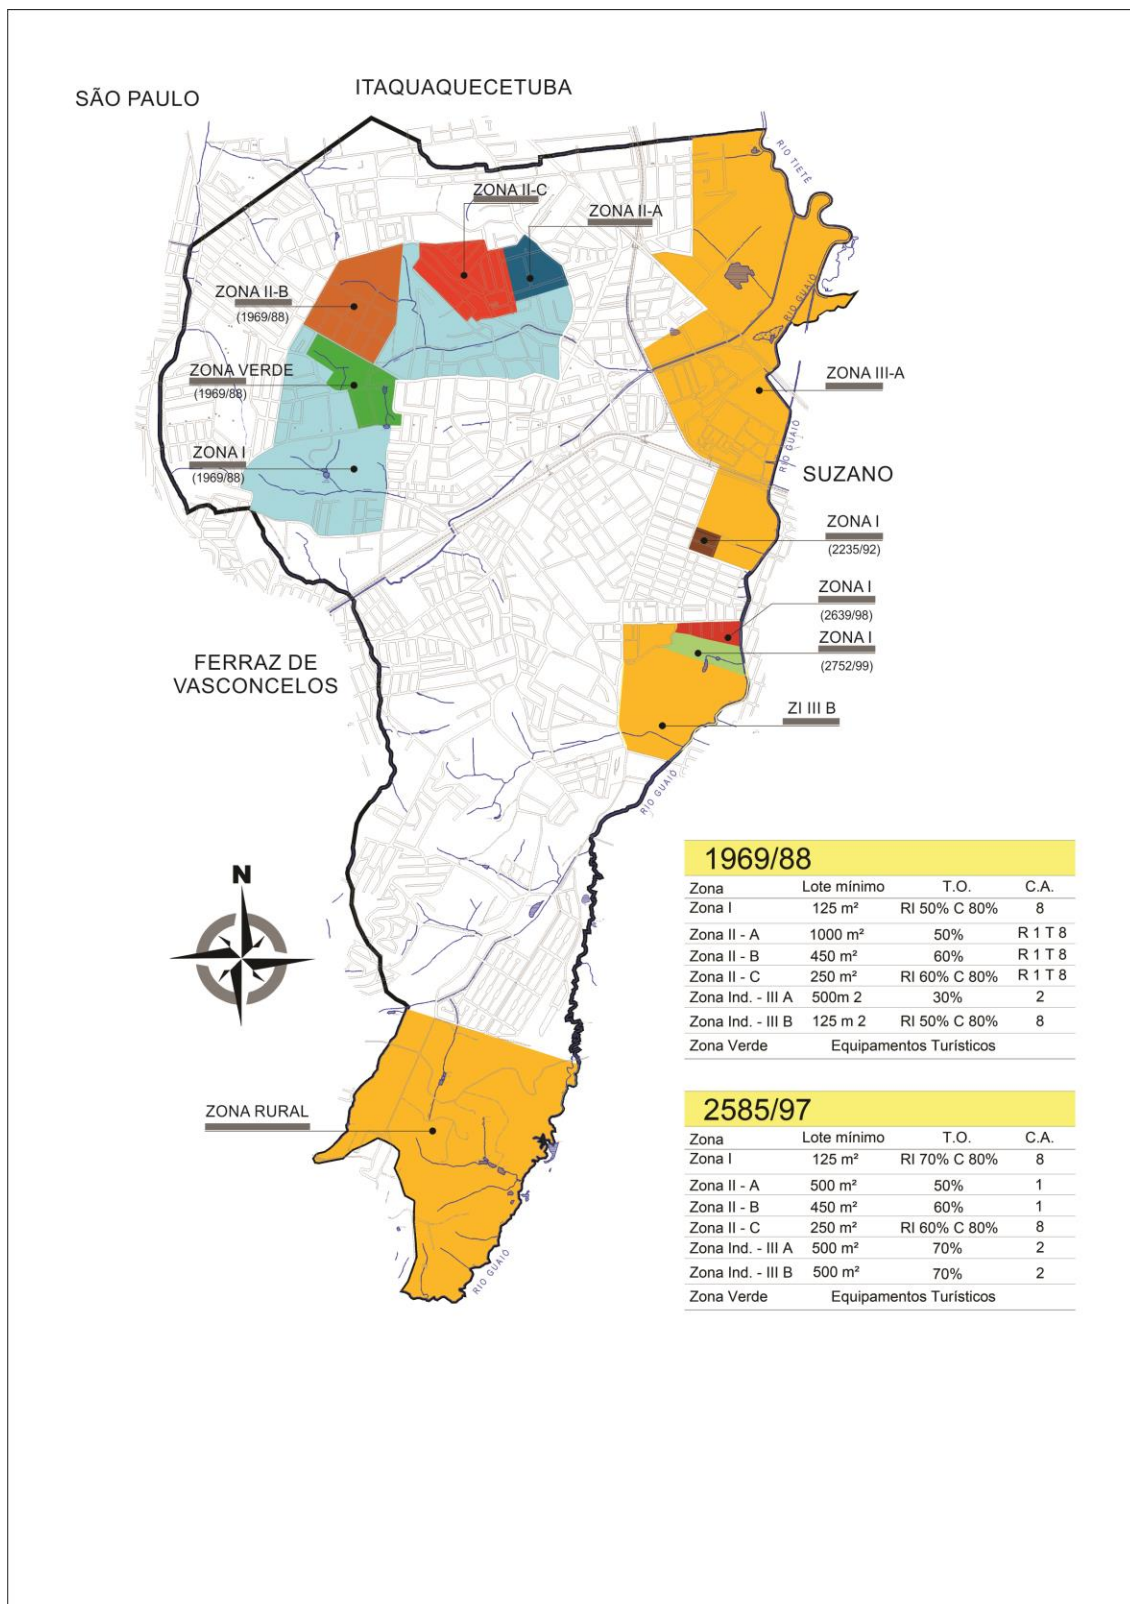 SÃO PAULO
ITAQUAQUECETUBA
RIO TIETÊ
ZONA II-C
ZONA II-A
ZONA II-B
(1969/88)
RIO GUAIÓ
ZONA VERDE
(1969/88)
ZONA III-A
ZONA I
(1969/88)
RIO GUAIÓ
SUZANO
ZONA I
(2235/92)
ZONA I
(2639/98)
ZONA I
(2752/99)
FERRAZ DE
VASCONCELOS
ZI III B
RIO GUAIÓ
N
ZONA RURAL
RIO GUAIÓ
1969/88
Zona Lote mínimo T.O. C.A.
Zona I 125 m² RI 50% C 80% 8
Zona II - A 1000 m² 50% R 1 T 8
Zona II - B 450 m² 60% R 1 T 8
Zona II - C 250 m² RI 60% C 80% R 1 T 8
Zona Ind. - III A 500m 2 30% 2
Zona Ind. - III B 125 m 2 RI 50% C 80% 8
Zona Verde Equipamentos Turísticos
2585/97
Zona Lote mínimo T.O. C.A.
Zona I 125 m² RI 70% C 80% 8
Zona II - A 500 m² 50% 1
Zona II - B 450 m² 60% 1
Zona II - C 250 m² RI 60% C 80% 8
Zona Ind. - III A 500 m² 70% 2
Zona Ind. - III B 500 m² 70% 2
Zona Verde Equipamentos Turísticos